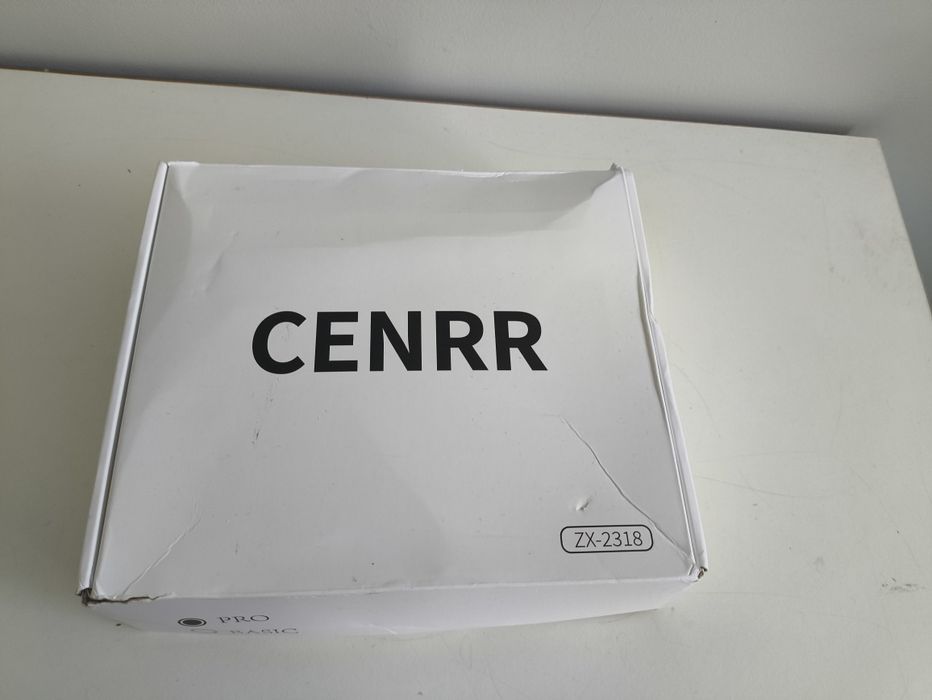 CENRR
ZX-2318
PRO
BASIC